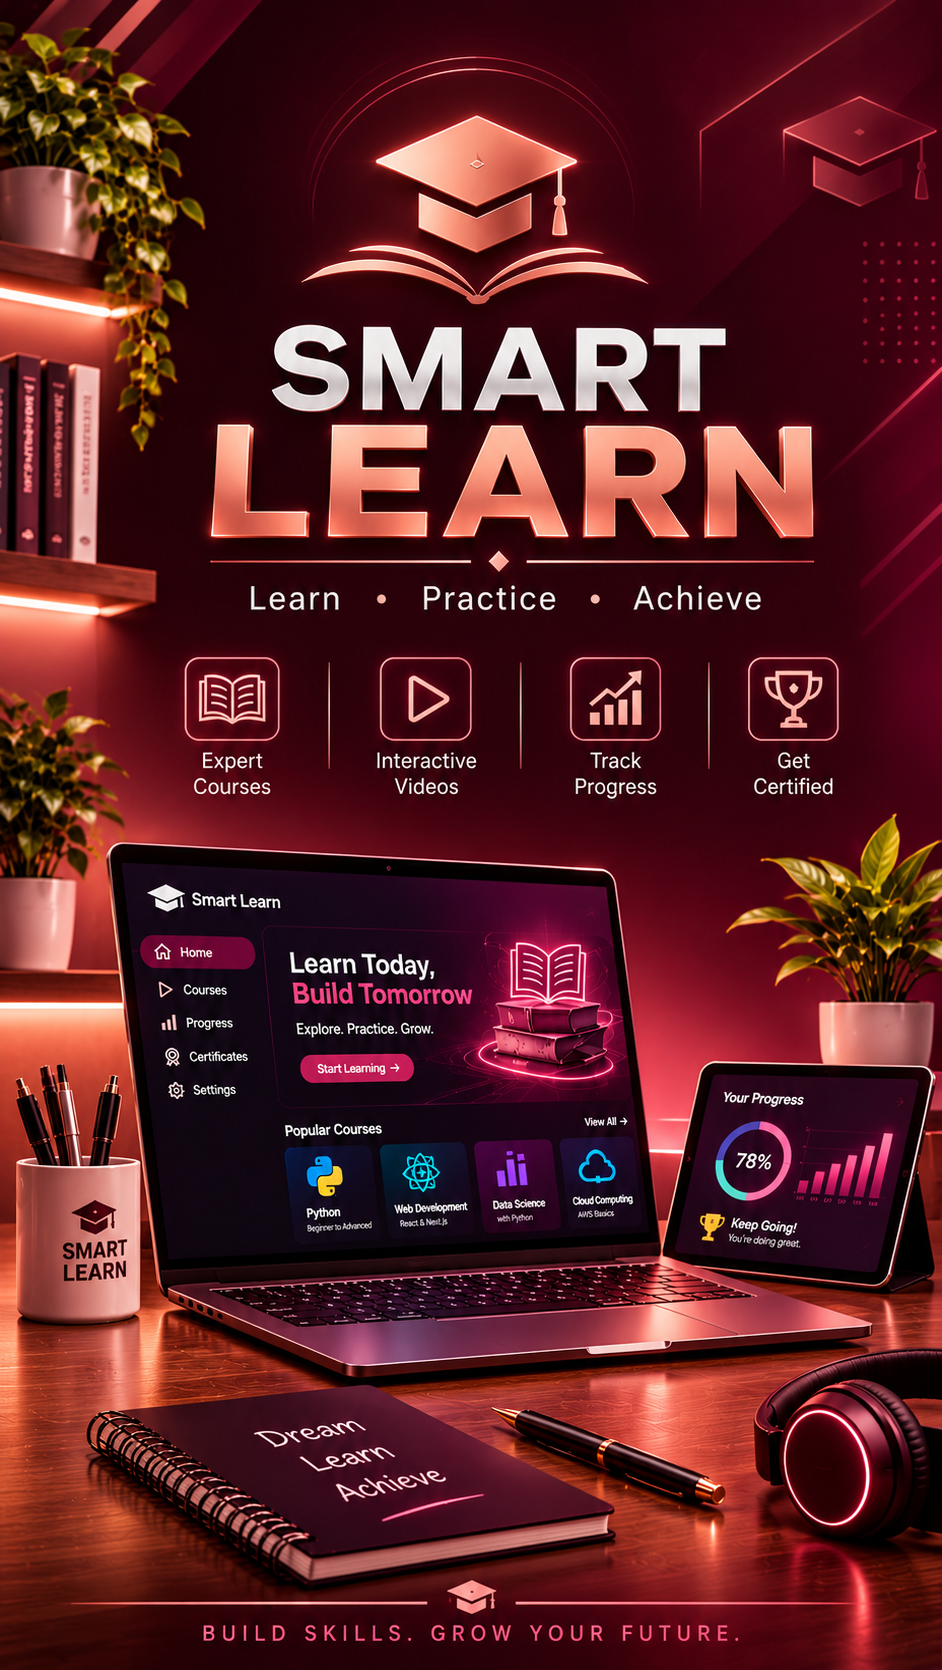 SMART
LEARN
Learn • Practice • Achieve
Expert
Courses
Interactive
Videos
Track
Progress
Get
Certified
Smart Learn
Home
Courses
Progress
Certificates
Settings
Learn Today,
Build Tomorrow
Explore. Practice. Grow.
Start Learning →
Popular Courses
View All →
Python
Beginner to Advanced
Web Development
React & Next.js
Data Science
with Python
Cloud Computing
AWS Basics
Your Progress
78%
Keep Going!
You're doing great.
SMART
LEARN
Dream
Learn
Achieve
BUILD SKILLS. GROW YOUR FUTURE.